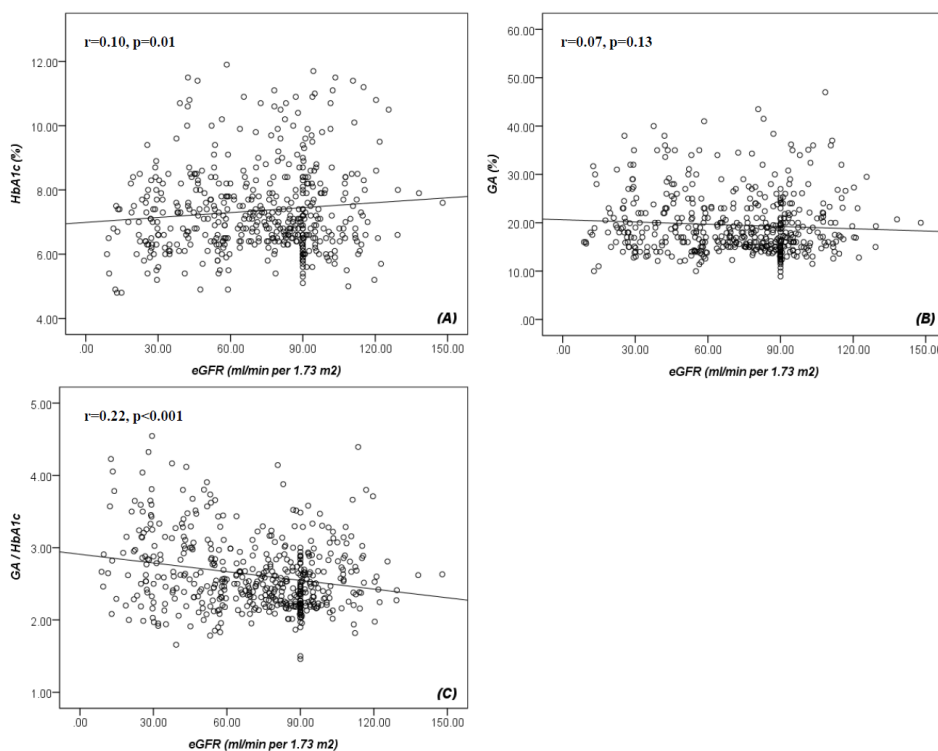 r=0.10, p=0.01
12.00
10.00
8.00
6.00
4.00
HbA1c (%)
(A)
.00 30.00 60.00 90.00 120.00 150.00
eGFR (ml/min per 1.73 m2)
r=0.07, p=0.13
60.00
50.00
40.00
30.00
20.00
10.00
.00
GA (%)
(B)
.00 30.00 60.00 90.00 120.00 150.00
eGFR (ml/min per 1.73 m2)
r=0.22, p<0.001
5.00
4.00
3.00
2.00
1.00
GA / HbA1c
(C)
.00 30.00 60.00 90.00 120.00 150.00
eGFR (ml/min per 1.73 m2)